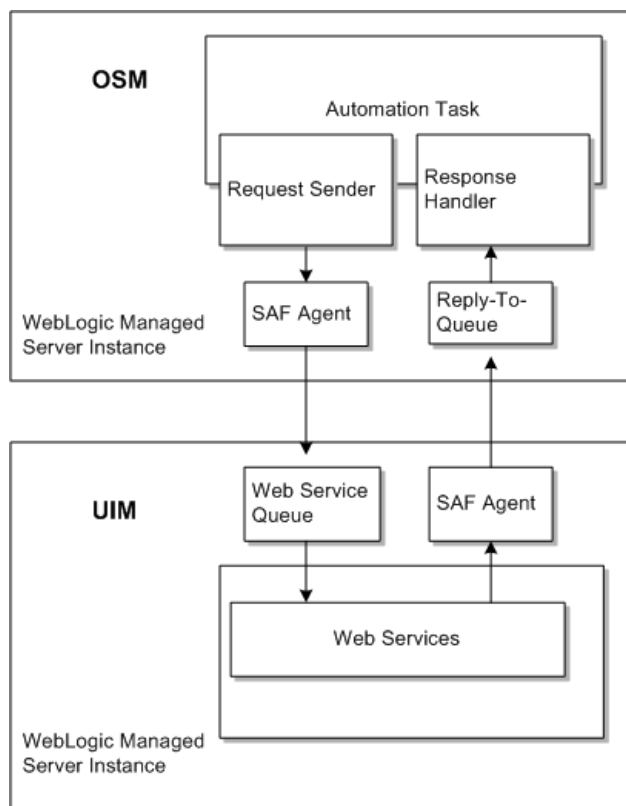 OSM
Automation Task
Request Sender
Response
Handler
SAF Agent
Reply-To-
Queue
WebLogic Managed
Server Instance
UIM
Web Service
Queue
SAF Agent
Web Services
WebLogic Managed
Server Instance